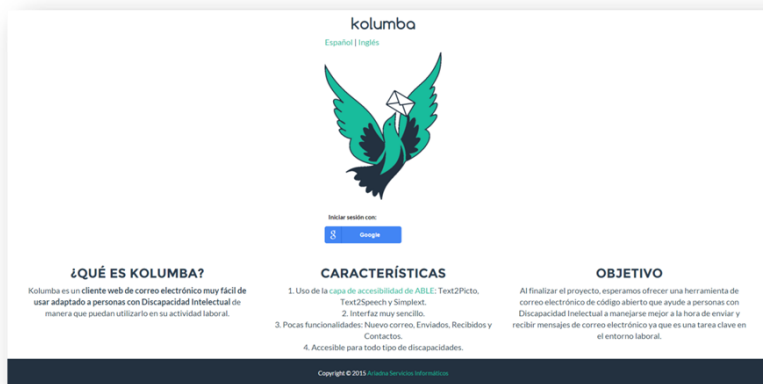 kolumba
Español | Inglés
Iniciar sesión con:
Google
¿QUÉ ES KOLUMBA?
Kolumba es un cliente web de correo electrónico muy fácil de
usar adaptado a personas con Discapacidad Intelectual de
manera que puedan utilizarlo en su actividad laboral.
CARACTERÍSTICAS
1. Uso de la capa de accesibilidad de ABLE: Text2Picto,
Text2Speech y Simplext.
2. Interfaz muy sencillo.
3. Pocas funcionalidades: Nuevo correo, Enviados, Recibidos y
Contactos.
4. Accesible para todo tipo de discapacidades.
OBJETIVO
Al finalizar el proyecto, esperamos ofrecer una herramienta de
correo electrónico de código abierto que ayude a personas con
Discapacidad Inelectual a manejarse mejor a la hora de enviar y
recibir mensajes de correo electrónico ya que es una tarea clave en
el entorno laboral.
Copyright © 2015 Ariadna Servicios Informáticos